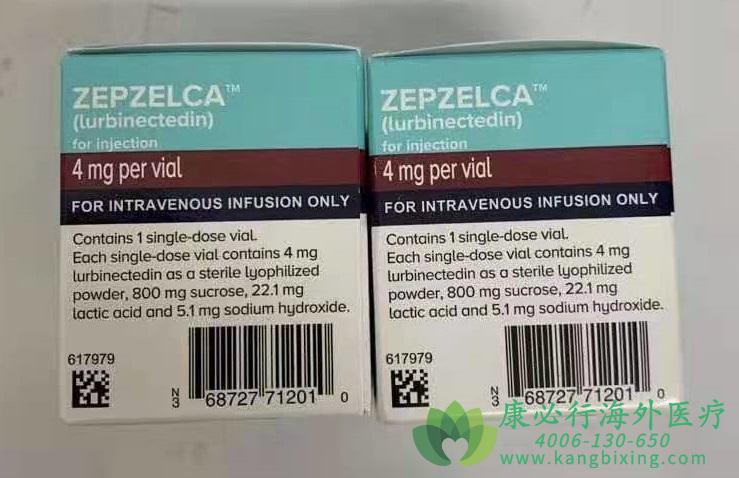 ZEPZELCA™
(lurbinectedin)
for injection
4 mg per vial
FOR INTRAVENOUS INFUSION ONLY
Contains 1 single-dose vial.
Each single-dose vial contains 4 mg
lurbinectedin as a sterile lyophilized
powder, 800 mg sucrose, 22.1 mg
lactic acid and 5.1 mg sodium hydroxide.
617979
N
3
68727 71201 0
ZEPZELCA™
(lurbinectedin)
for injection
4 mg per vial
FOR INTRAVENOUS INFUSION ONLY
Contains 1 single-dose vial.
Each single-dose vial contains 4 mg
lurbinectedin as a sterile lyophilized
powder, 800 mg sucrose, 22.1 mg
lactic acid and 5.1 mg sodium hydroxide.
617979
N
3
68727 71201 0
康必行海外医疗
4006-130-650
www.kangbixing.com